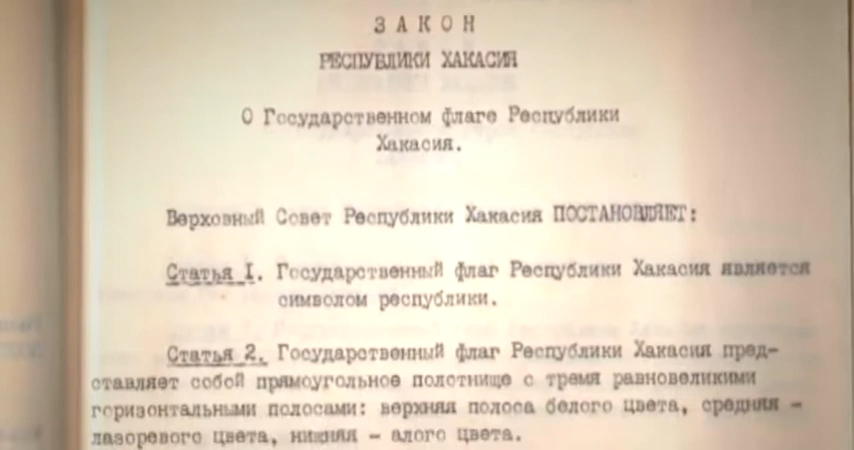 З А К О Н
РЕСПУБЛИКИ ХАКАСИЯ
О Государственном флаге Республики
Хакасия.
Верховный Совет Республики Хакасия ПОСТАНОВЛЯЕТ:
Статья I. Государственный флаг Республики Хакасия является
символом республики.
Статья 2. Государственный флаг Республики Хакасия пред-
ставляет собой прямоугольное полотнище с тремя равновеликими
горизонтальными полосами: верхняя полоса белого цвета, средняя -
лазоревого цвета, нижняя - алого цвета.